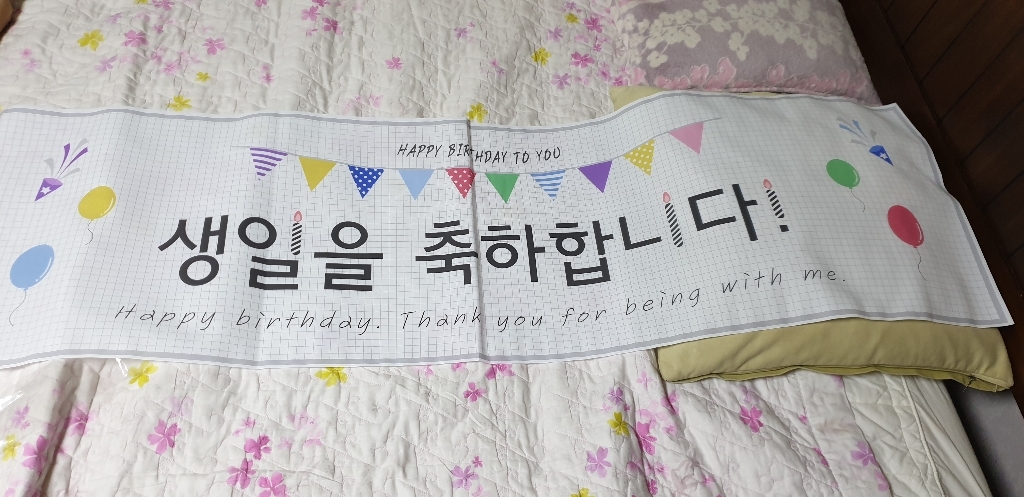 HAPPY BIRTHDAY TO YOU
생일을 축하합니다!
Happy birthday. Thank you for being with me.